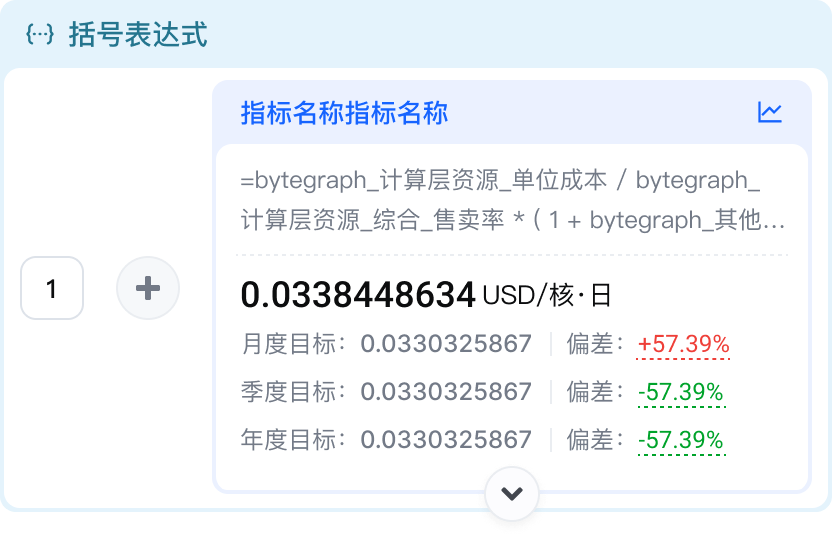 括号表达式
指标名称指标名称
=bytegraph_计算层资源_单位成本 / bytegraph_
计算层资源_综合_售卖率 * ( 1 + bytegraph_其他...
1 +
0.0338448634 USD/核·日
月度目标：0.0330325867 偏差：+57.39%
季度目标：0.0330325867 偏差：-57.39%
年度目标：0.0330325867 偏差：-57.39%